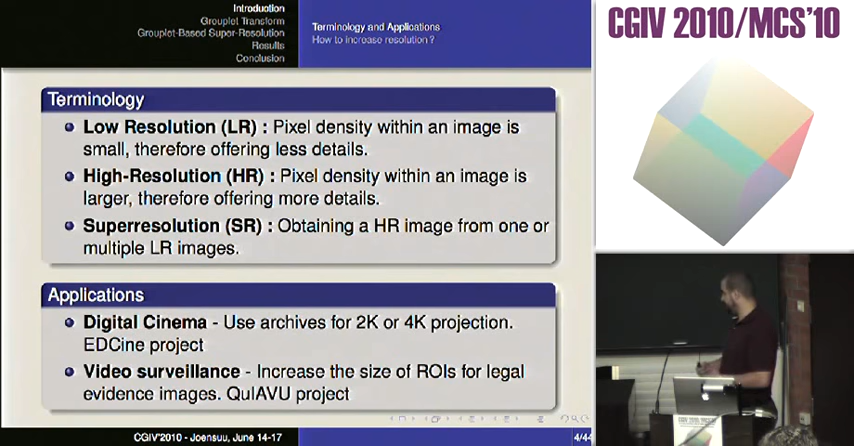 Introduction
Grouplet Transform
Grouplet-Based Super-Resolution
Results
Conclusion
Terminology and Applications
How to increase resolution ?
CGIV 2010/MCS'10
Terminology
Low Resolution (LR) : Pixel density within an image is
small, therefore offering less details.
High-Resolution (HR) : Pixel density within an image is
larger, therefore offering more details.
Superresolution (SR) : Obtaining a HR image from one or
multiple LR images.
Applications
Digital Cinema - Use archives for 2K or 4K projection.
EDCine project
Video surveillance - Increase the size of ROIs for legal
evidence images. QuIAVU project
CGIV'2010 - Joensuu, June 14-17
4/44